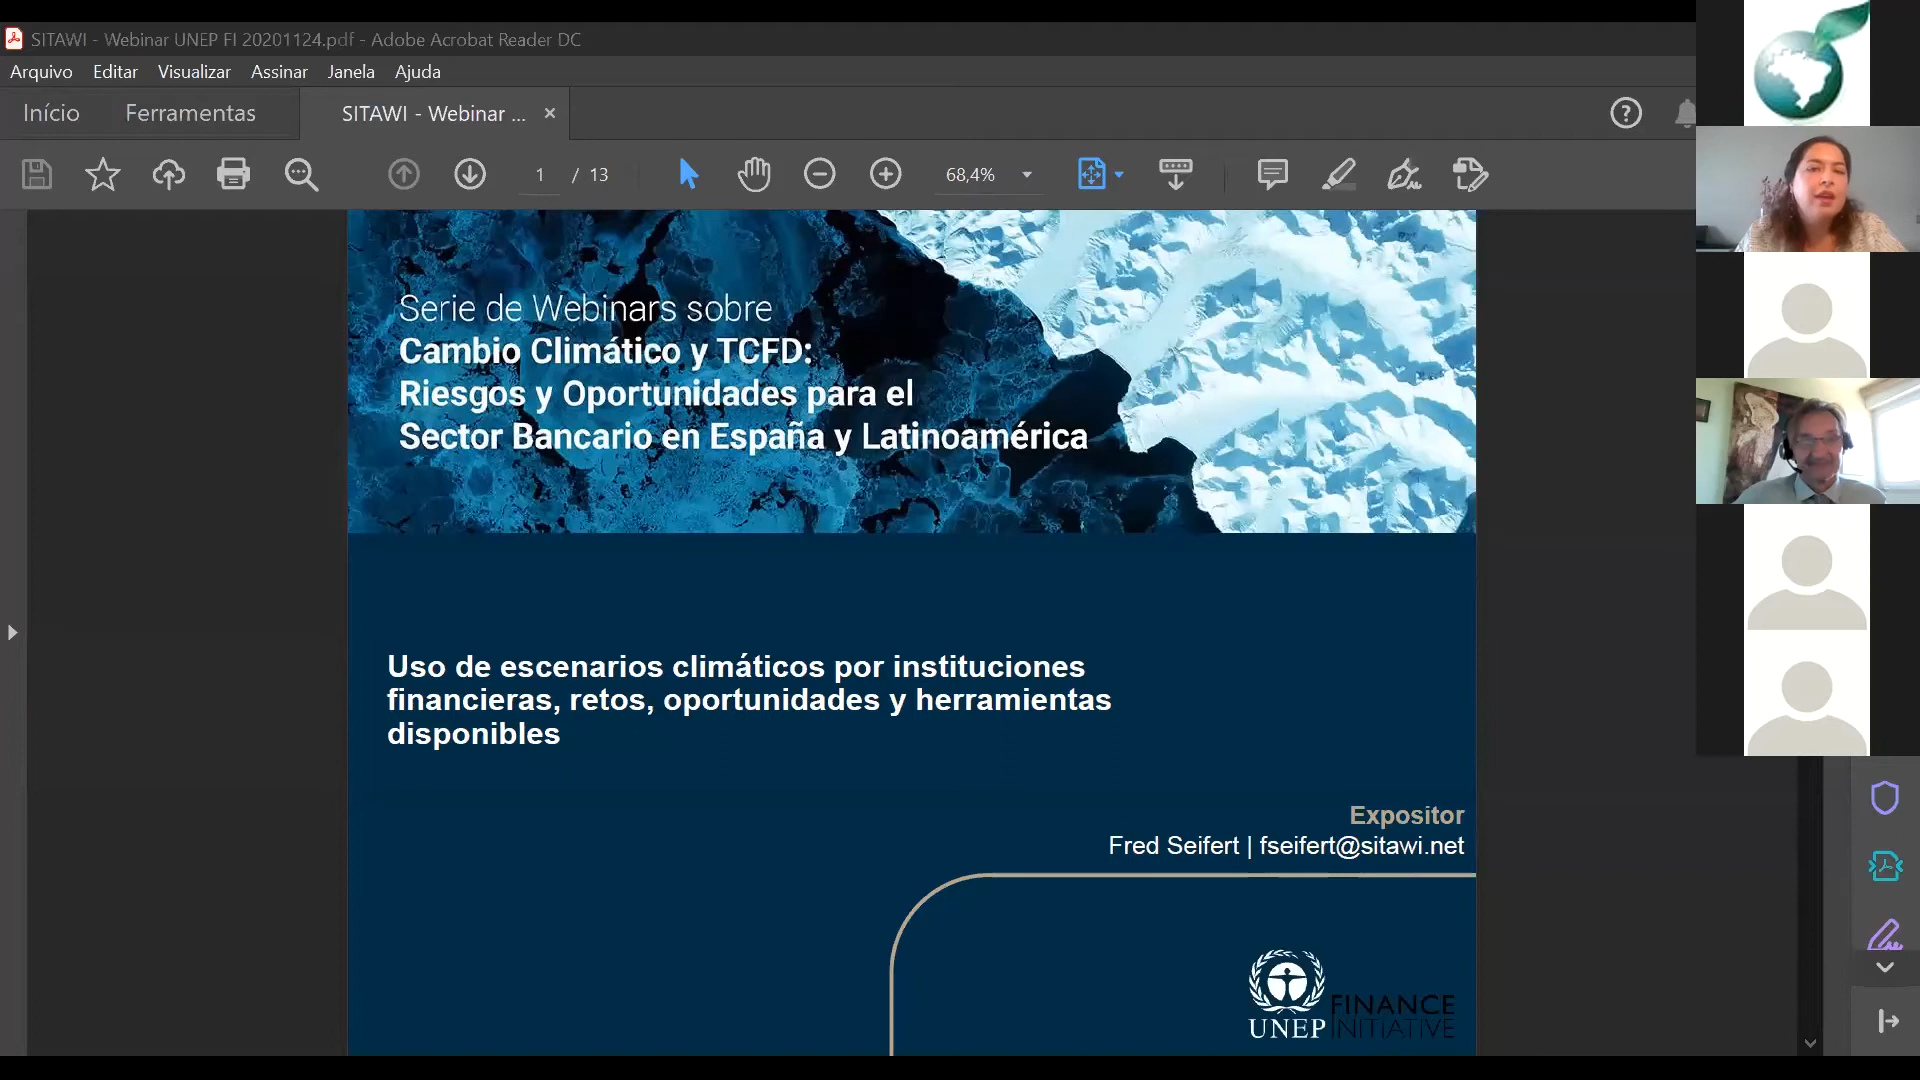 SITAWI - Webinar UNEP FI 20201124.pdf - Adobe Acrobat Reader DC
Arquivo Editar Visualizar Assinar Janela Ajuda
Início Ferramentas SITAWI - Webinar ... ×
1 / 13 68,4%
Serie de Webinars sobre
Cambio Climático y TCFD:
Riesgos y Oportunidades para el
Sector Bancario en España y Latinoamérica
Uso de escenarios climáticos por instituciones
financieras, retos, oportunidades y herramientas
disponibles
Expositor
Fred Seifert | fseifert@sitawi.net
FINANCE
UNEP INITIATIVE